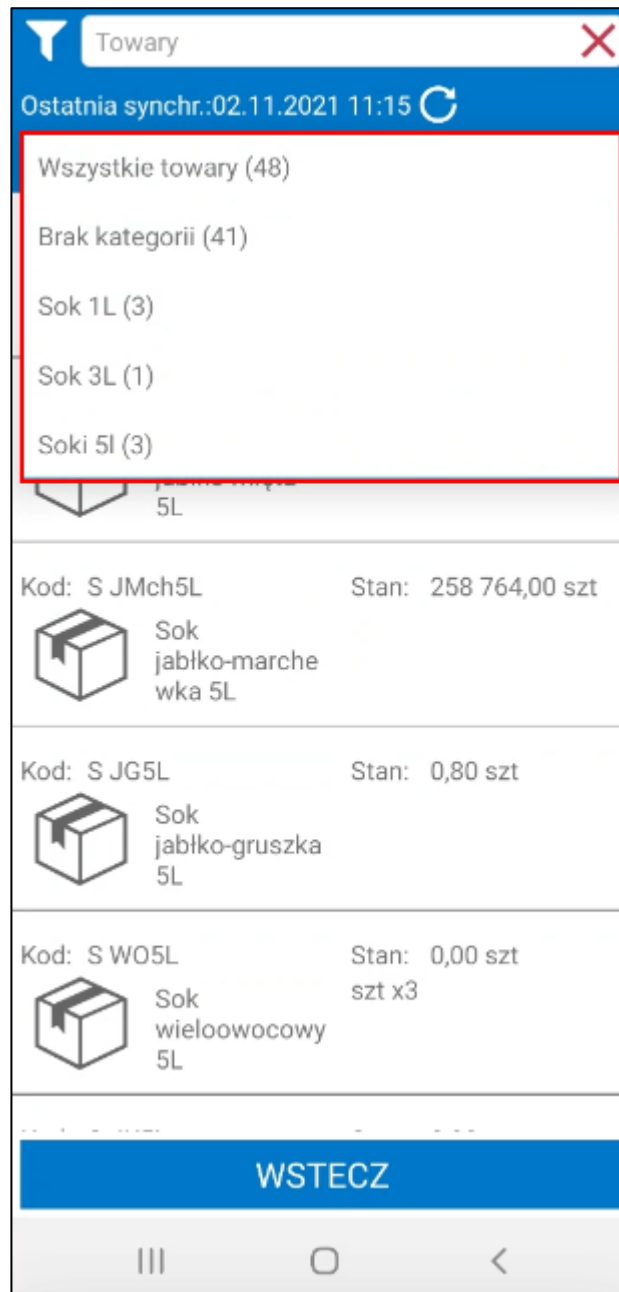 Towary
Ostatnia synchr.:02.11.2021 11:15
Wszystkie towary (48)
Brak kategorii (41)
Sok 1L (3)
Sok 3L (1)
Soki 5l (3)
5L
Kod: S JMch5L Stan: 258 764,00 szt
Sok
jabłko-marche
wka 5L
Kod: S JG5L Stan: 0,80 szt
Sok
jabłko-gruszka
5L
Kod: S WO5L Stan: 0,00 szt
szt x3
Sok
wieloowocowy
5L
WSTECZ